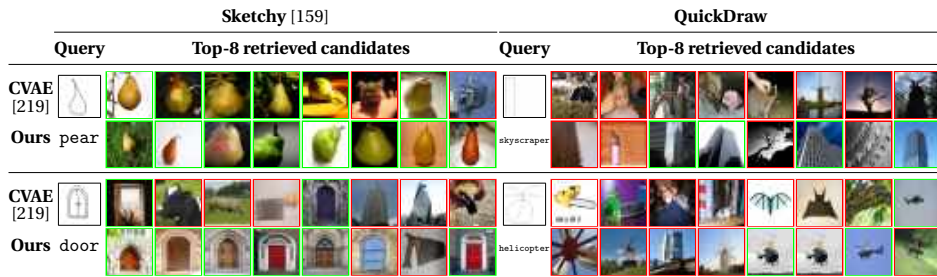 Sketchy [159] QuickDraw
Query Top-8 retrieved candidates Query Top-8 retrieved candidates
CVAE
[219]
Ours pear skyscraper
CVAE
[219]
Ours door helicopter